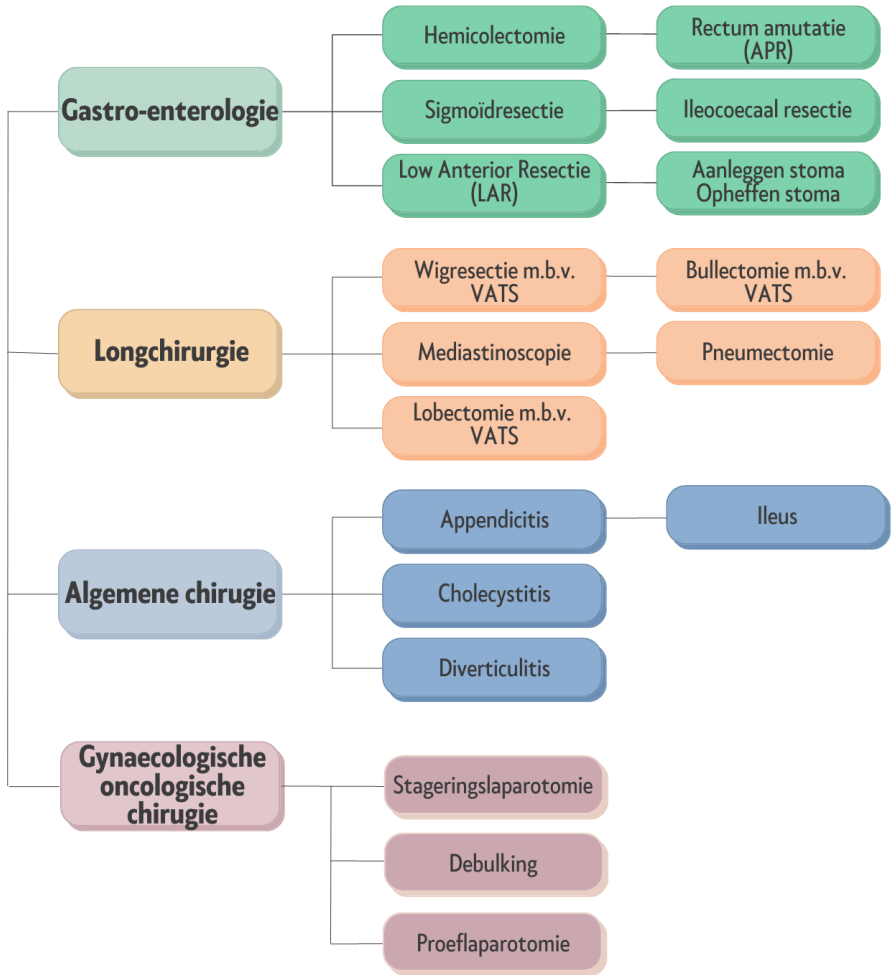 Gastro-enterologie
Hemicolectomie
Rectum amutatie
(APR)
Sigmoïdresectie
Ileocoecaal resectie
Low Anterior Resectie
(LAR)
Aanleggen stoma
Opheffen stoma
Longchirurgie
Wigresectie m.b.v.
VATS
Bullectomie m.b.v.
VATS
Mediastinoscopie
Pneumectomie
Lobectomie m.b.v.
VATS
Algemene chirugie
Appendicitis
Ileus
Cholecystitis
Diverticulitis
Gynaecologische
oncologische
chirugie
Stageringslaparotomie
Debulking
Proeflaparotomie